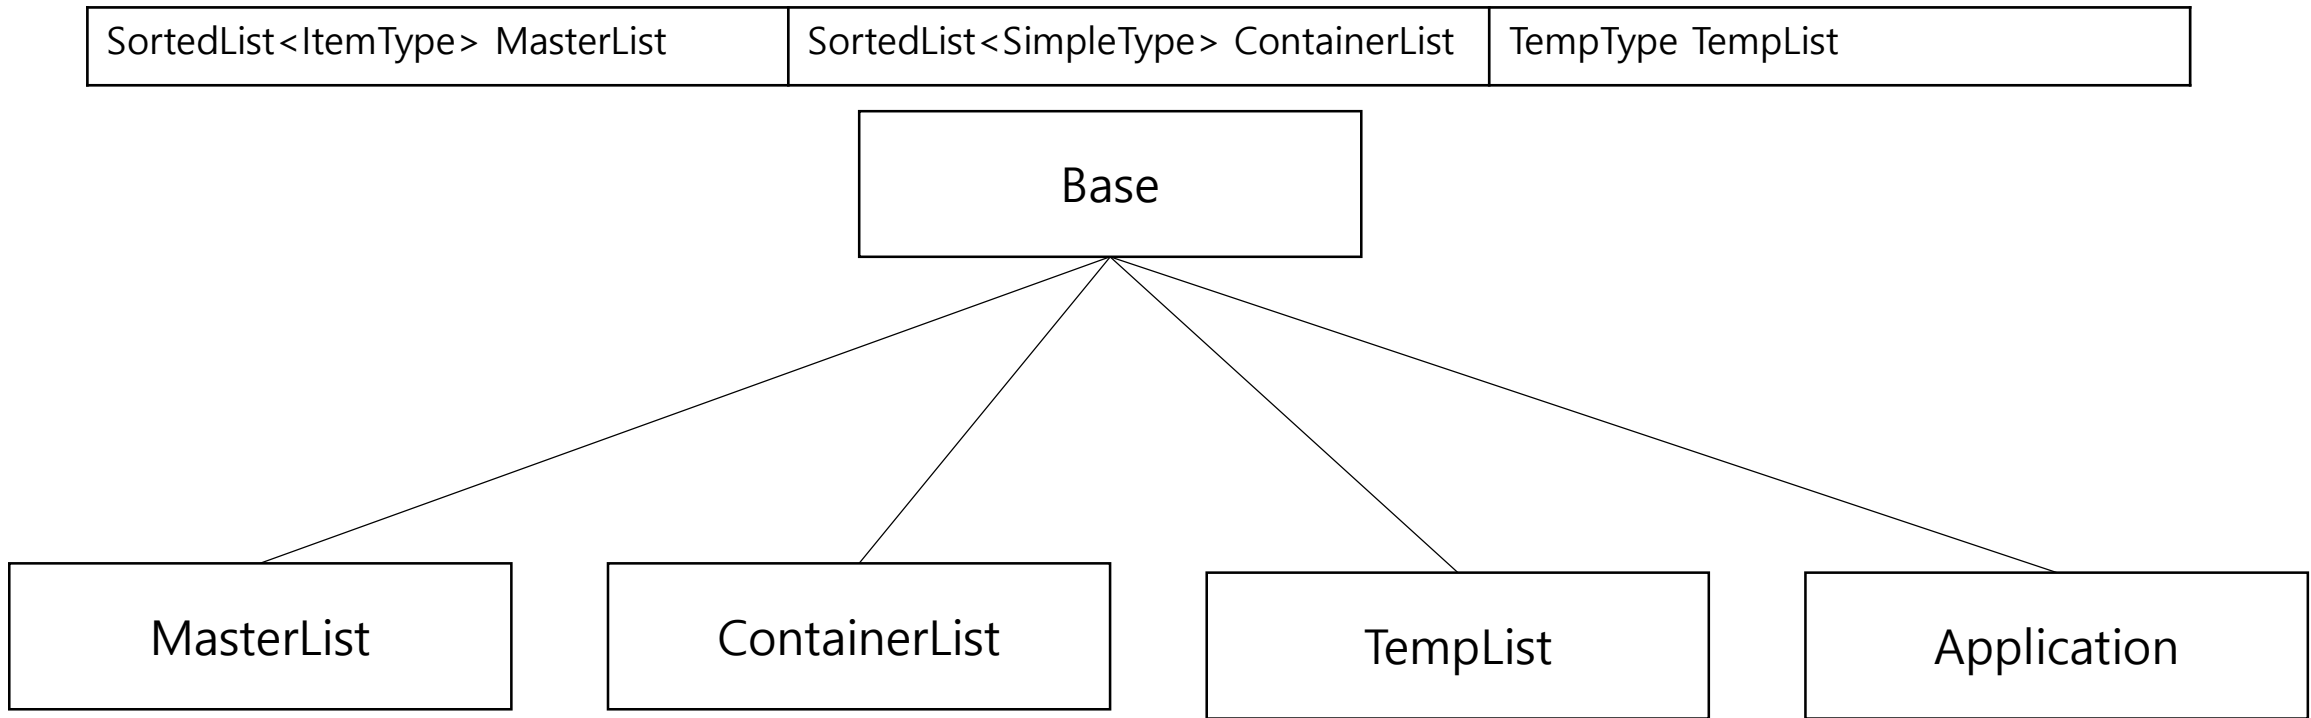 SortedList<ItemType> MasterList
SortedList<SimpleType> ContainerList
TempType TempList
Base
MasterList
ContainerList
TempList
Application